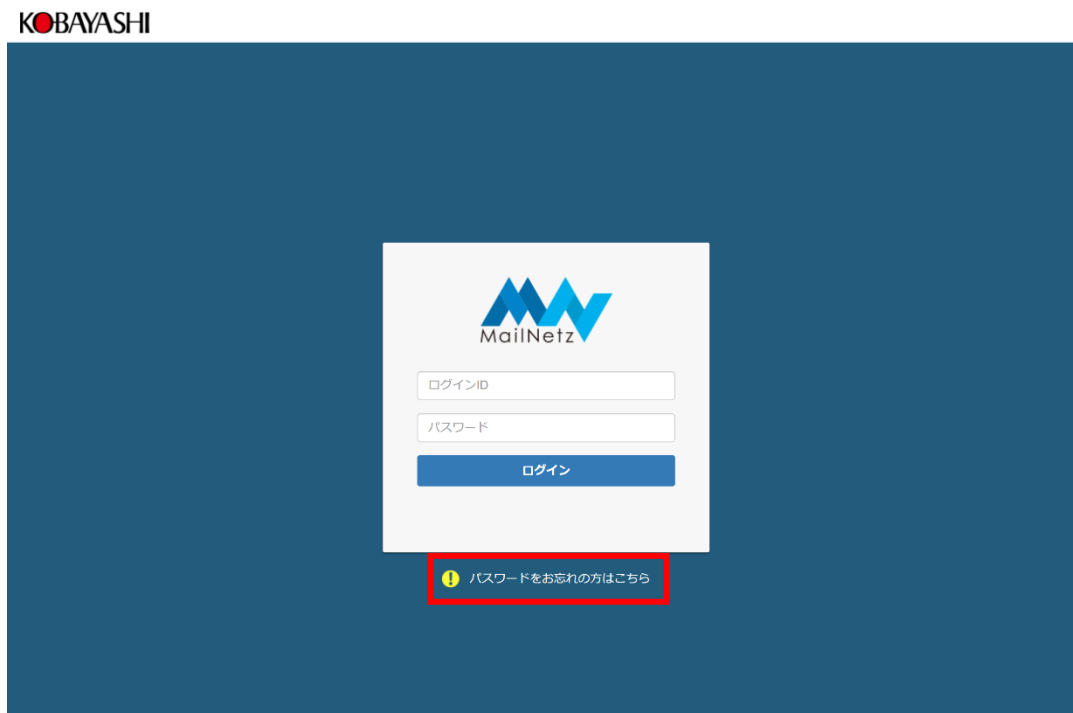 KOBAYASHI
MailNetz
ログインID
パスワード
ログイン
パスワードをお忘れの方はこちら